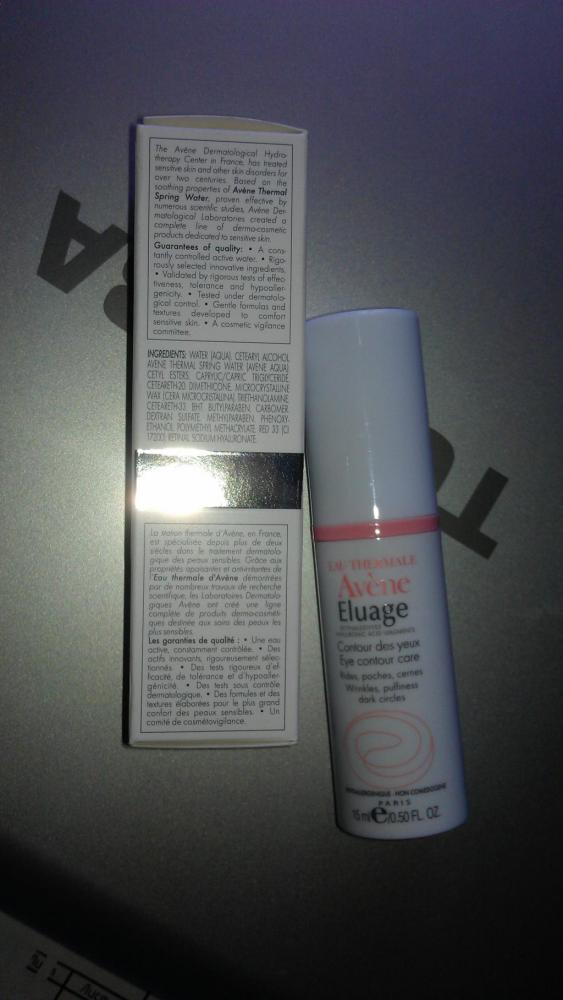 The Avène Dermatological Hydro-
therapy Center in France, has treated
sensitive skin and other skin disorders for
over two centuries. Based on the
soothing properties of Avène Thermal
Spring Water, proven effective by
numerous scientific studies, Avène Der-
matological Laboratories created a
complete line of dermo-cosmetic
products dedicated to sensitive skin.
Guarantees of quality: • A cons-
tantly controlled active water. • Rigo-
rously selected innovative ingredients.
• Validated by rigorous tests of effec-
tiveness, tolerance and hypoaller-
genicity. • Tested under dermatolo-
gical control. • Gentle formulas and
textures developed to comfort
sensitive skin. • A cosmetic vigilance
committee.
INGREDIENTS: WATER (AQUA). CETEARYL ALCOHOL.
AVENE THERMAL SPRING WATER (AVENE AQUA).
CETYL ESTERS. CAPRYLIC/CAPRIC TRIGLYCERIDE.
CETEARETH-20. DIMETHICONE. MICROCRYSTALLINE
WAX (CERA MICROCRISTALLINA). TRIETHANOLAMINE.
CETEARETH-33. BHT. BUTYLPARABEN. CARBOMER.
DEXTRAN SULFATE. METHYLPARABEN. PHENOXY-
ETHANOL. POLYMETHYL METHACRYLATE. RED 33 (CI
17200). RETINAL. SODIUM HYALURONATE.
La station thermale d'Avène, en France,
est spécialisée depuis plus de deux
siècles dans le traitement dermatolo-
gique des peaux sensibles. Grâce aux
propriétés apaisantes et anti-irritantes de
l'Eau thermale d'Avène démontrées
par de nombreux travaux de recherche
scientifique, les Laboratoires Dermatolo-
giques Avène ont créé une ligne
complète de produits dermo-cosméti-
ques destinée aux soins des peaux les
plus sensibles.
Les garanties de qualité : • Une eau
active, constamment contrôlée. • Des
actifs innovants, rigoureusement sélec-
tionnés. • Des tests rigoureux d'ef-
ficacité, de tolérance et d'hypoaller-
génicité. • Des tests sous contrôle
dermatologique. • Des formules et des
textures élaborées pour le plus grand
confort des peaux sensibles. • Un
comité de cosmétovigilance.
EAU THERMALE
Avène
Eluage
HYALURONIC ACID FRAGMENTS
Contour des yeux
Eye contour care
Rides, poches, cernes
Wrinkles, puffiness
dark circles
HYPOALLERGÉNIQUE - NON COMEDOGENE
PARIS
15 ml e/0.50 FL. OZ.